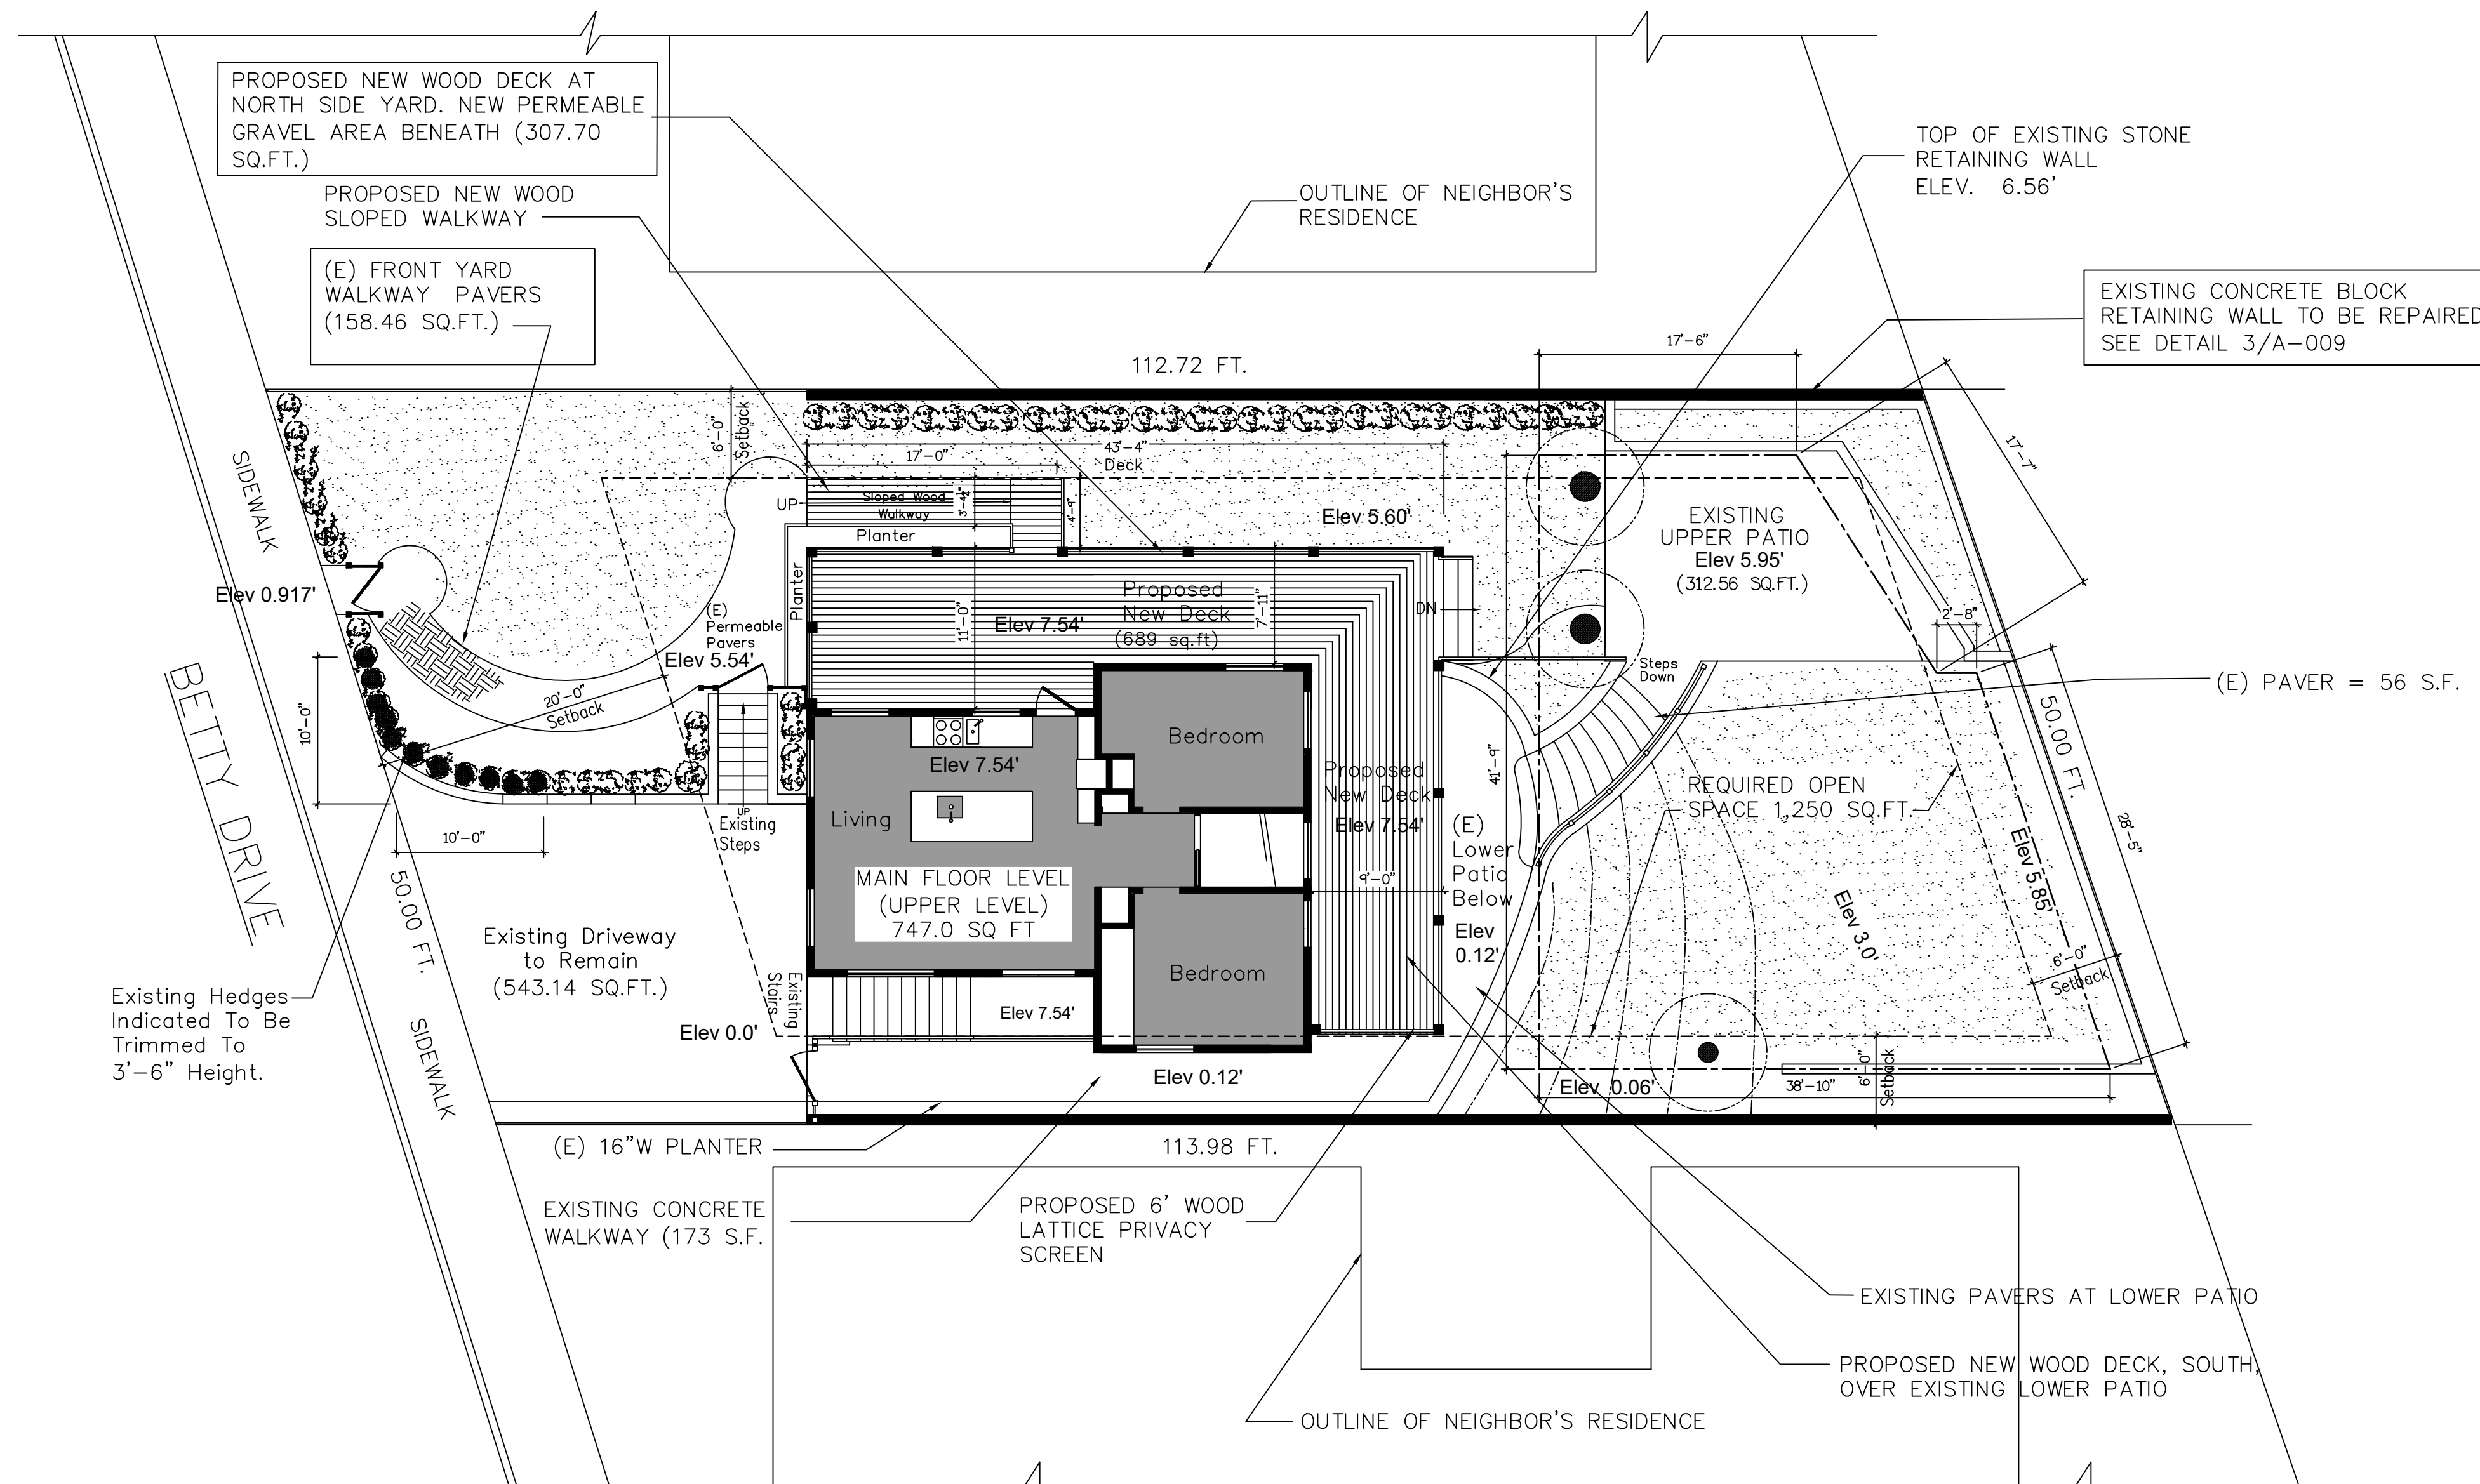 PROPOSED NEW WOOD DECK AT
NORTH SIDE YARD. NEW PERMEABLE
GRAVEL AREA BENEATH (307.70
SQ.FT.)
PROPOSED NEW WOOD
SLOPED WALKWAY
(E) FRONT YARD
WALKWAY PAVERS
(158.46 SQ.FT.)
OUTLINE OF NEIGHBOR'S
RESIDENCE
TOP OF EXISTING STONE
RETAINING WALL
ELEV. 6.56'
EXISTING CONCRETE BLOCK
RETAINING WALL TO BE REPAIRED
SEE DETAIL 3/A-009
17'-6"
112.72 FT.
17'-7"
6'-0"
Setback
43'-4"
Deck
17'-0"
SIDEWALK
UP
Sloped Wood
Walkway
3'-4½"
4'-9"
Planter
Elev 5.60'
EXISTING
UPPER PATIO
Elev 5.95'
(312.56 SQ.FT.)
Elev 0.917'
Planter
(E)
Permeable
Pavers
Elev 5.54'
11'-0"
Proposed
New Deck
(689 sq.ft)
Elev 7.54'
7'-11"
DN
2'-8"
Steps
Down
(E) PAVER = 56 S.F.
BETTY DRIVE
10'-0"
20'-0"
Setback
10'-0"
UP
Existing
Steps
Bedroom
Elev 7.54'
Living
MAIN FLOOR LEVEL
(UPPER LEVEL)
747.0 SQ FT
Proposed
New Deck
Elev 7.54'
9'-0"
41'-9"
(E)
Lower
Patio
Below
Elev
0.12'
REQUIRED OPEN
SPACE 1,250 SQ.FT.
50.00 FT.
28'-5"
Elev 5.85'
Elev 3.0'
6'-0"
Setback
50.00 FT.
Existing Driveway
to Remain
(543.14 SQ.FT.)
Existing
Stairs
Elev 7.54'
Bedroom
Elev 0.0'
Existing Hedges
Indicated To Be
Trimmed To
3'-6" Height.
SIDEWALK
Elev 0.12'
Elev 0.06'
38'-10"
6'-0"
Setback
(E) 16"W PLANTER
113.98 FT.
EXISTING CONCRETE
WALKWAY (173 S.F.
PROPOSED 6' WOOD
LATTICE PRIVACY
SCREEN
EXISTING PAVERS AT LOWER PATIO
PROPOSED NEW WOOD DECK, SOUTH,
OVER EXISTING LOWER PATIO
OUTLINE OF NEIGHBOR'S RESIDENCE